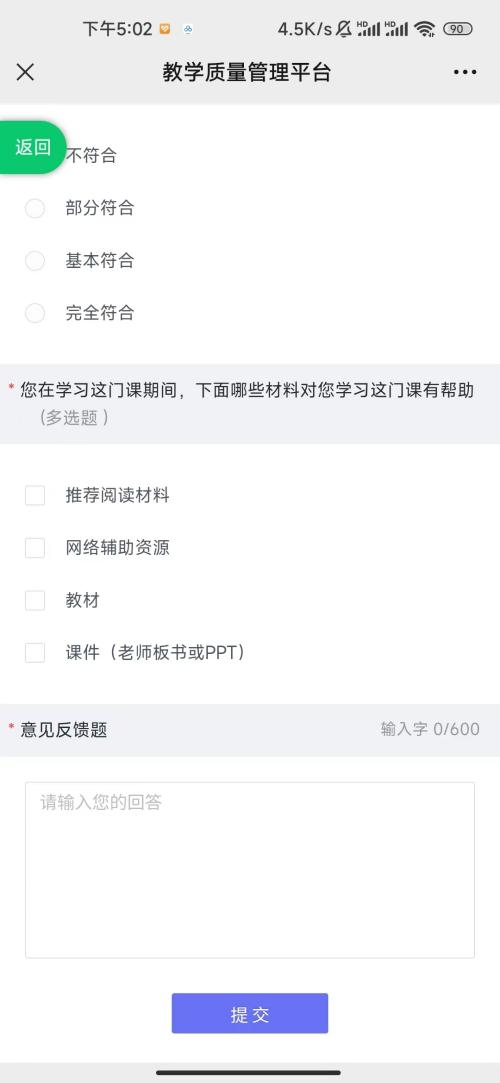 下午5:02
4.5K/s HD HD 90
教学质量管理平台
返回
不符合
部分符合
基本符合
完全符合
* 您在学习这门课期间，下面哪些材料对您学习这门课有帮助
(多选题 )
推荐阅读材料
网络辅助资源
教材
课件（老师板书或PPT）
* 意见反馈题 输入字 0/600
请输入您的回答
提交